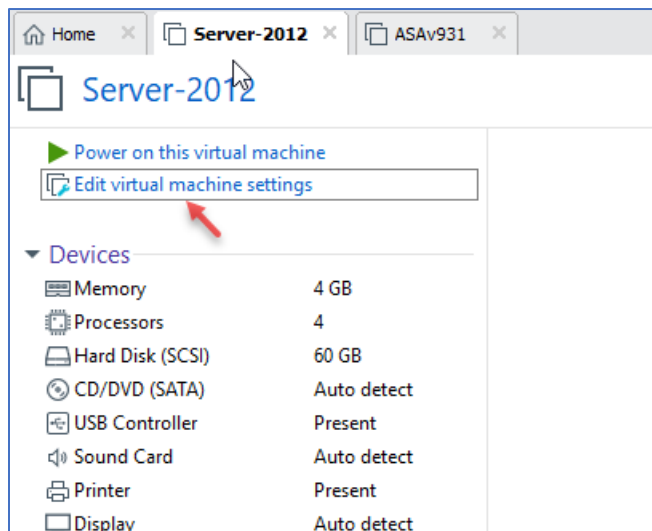 Home
Server-2012
ASAv931
Server-2012
Power on this virtual machine
Edit virtual machine settings
Devices
Memory 4 GB
Processors 4
Hard Disk (SCSI) 60 GB
CD/DVD (SATA) Auto detect
USB Controller Present
Sound Card Auto detect
Printer Present
Display Auto detect